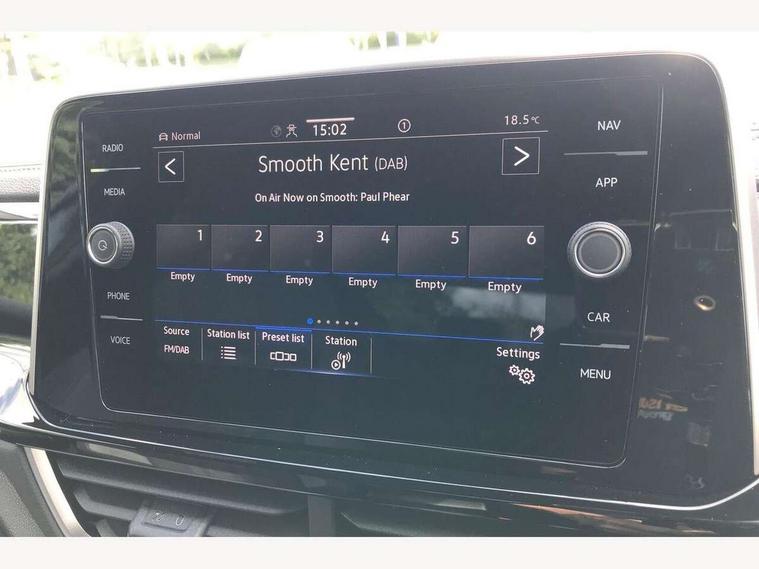 RADIO
MEDIA
PHONE
VOICE
Normal
15:02
1
18.5°C
Smooth Kent (DAB)
On Air Now on Smooth: Paul Phear
1 2 3 4 5 6
Empty Empty Empty Empty Empty Empty
Source
FM/DAB
Station list
Preset list
Station
Settings
NAV
APP
CAR
MENU